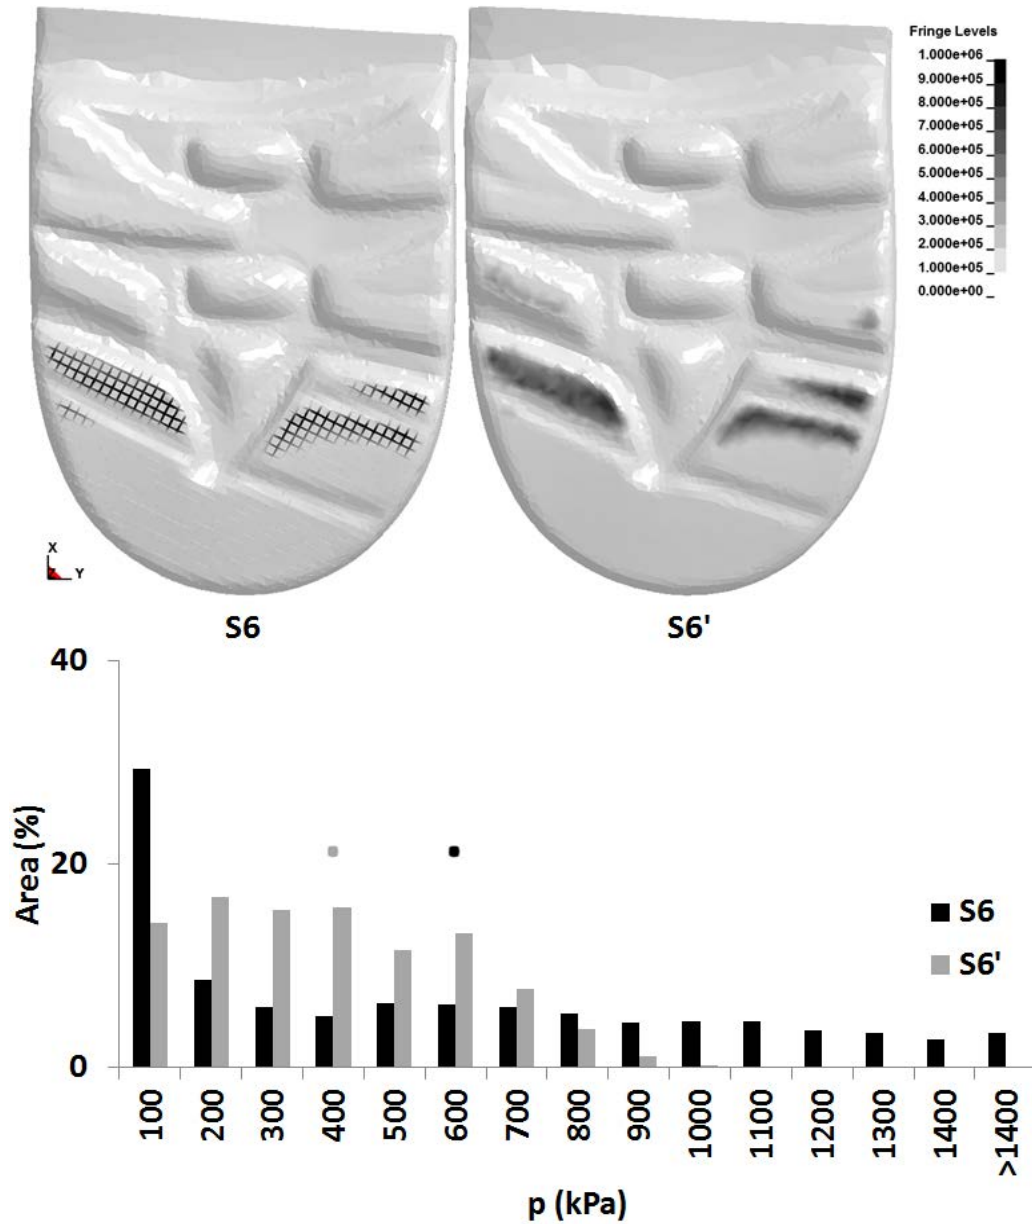 Fringe Levels
1.000e+06
9.000e+05
8.000e+05
7.000e+05
6.000e+05
5.000e+05
4.000e+05
3.000e+05
2.000e+05
1.000e+05
0.000e+00
X
Y
S6
S6'
40
20
0
Area (%)
S6
S6'
100
200
300
400
500
600
700
800
900
1000
1100
1200
1300
1400
>1400
p (kPa)